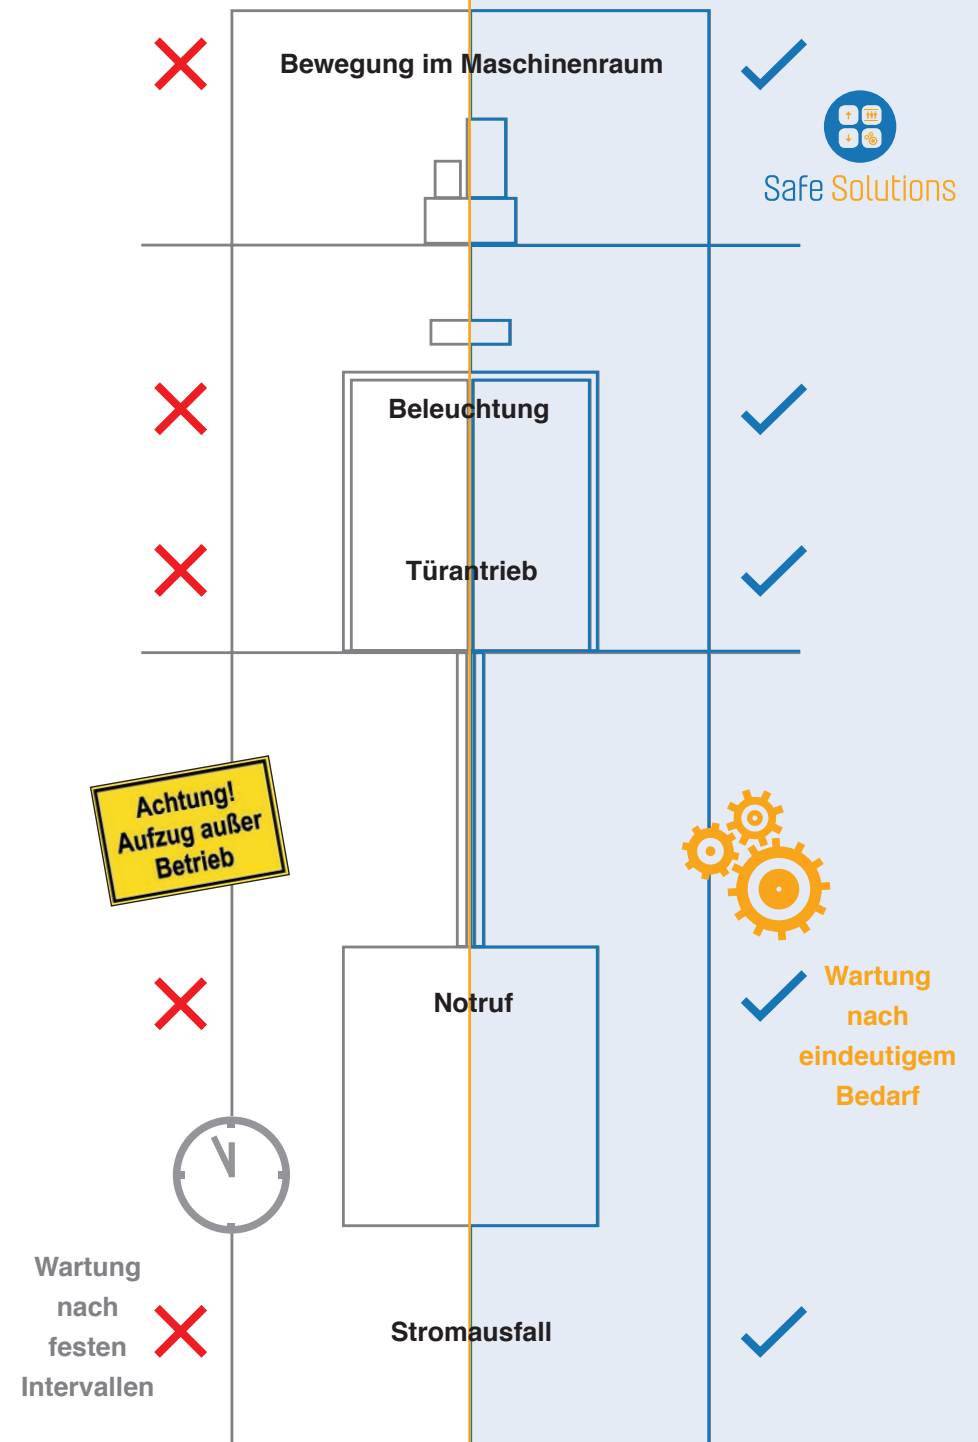 Bewegung im Maschinenraum
Safe Solutions
Beleuchtung
Türantrieb
Achtung!
Aufzug außer
Betrieb
Notruf
Wartung
nach
eindeutigem
Bedarf
Wartung
nach
festen
Intervallen
Stromausfall